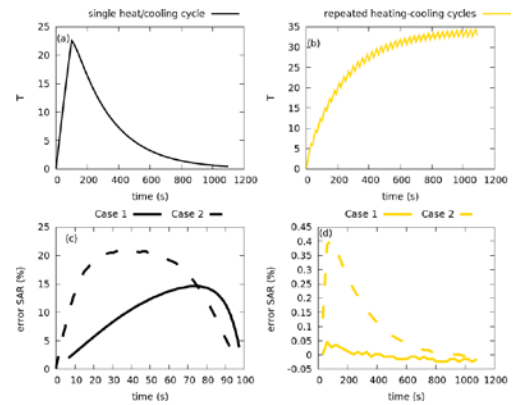 single heat/cooling cycle
repeated heating-cooling cycles
(a)
25
20
15
10
5
0
T
0 200 400 600 800 1000 1200
time (s)
(b)
35
30
25
20
15
10
5
0
T
0 200 400 600 800 1000 1200
time (s)
Case 1 Case 2
(c)
25
20
15
10
5
0
error SAR (%)
0 10 20 30 40 50 60 70 80 90 100
time (s)
Case 1 Case 2
(d)
0.45
0.4
0.35
0.3
0.25
0.2
0.15
0.1
0.05
0
-0.05
error SAR (%)
0 200 400 600 800 1000 1200
time (s)